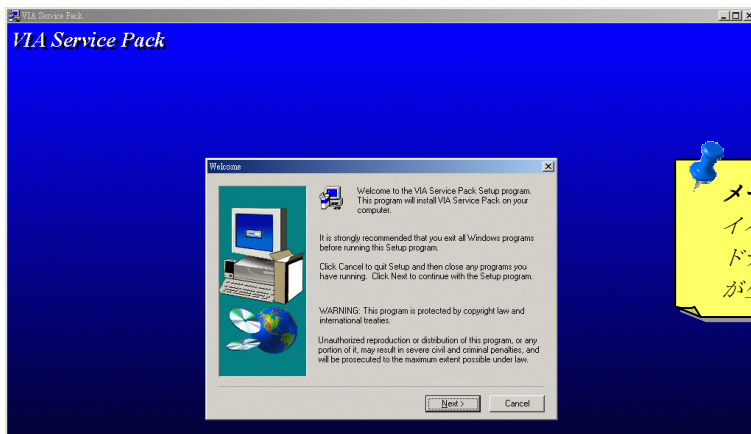 VIA Service Pack
VIA Service Pack
Welcome
Welcome to the VIA Service Pack Setup program.
This program will install VIA Service Pack on your
computer.
It is strongly recommended that you exit all Windows programs
before running this Setup program.
Click Cancel to quit Setup and then close any programs you
have running. Click Next to continue with the Setup program.
WARNING: This program is protected by copyright law and
international treaties.
Unauthorized reproduction or distribution of this program, or any
portion of it, may result in severe civil and criminal penalties, and
will be prosecuted to the maximum extent possible under law.
Next >
Cancel